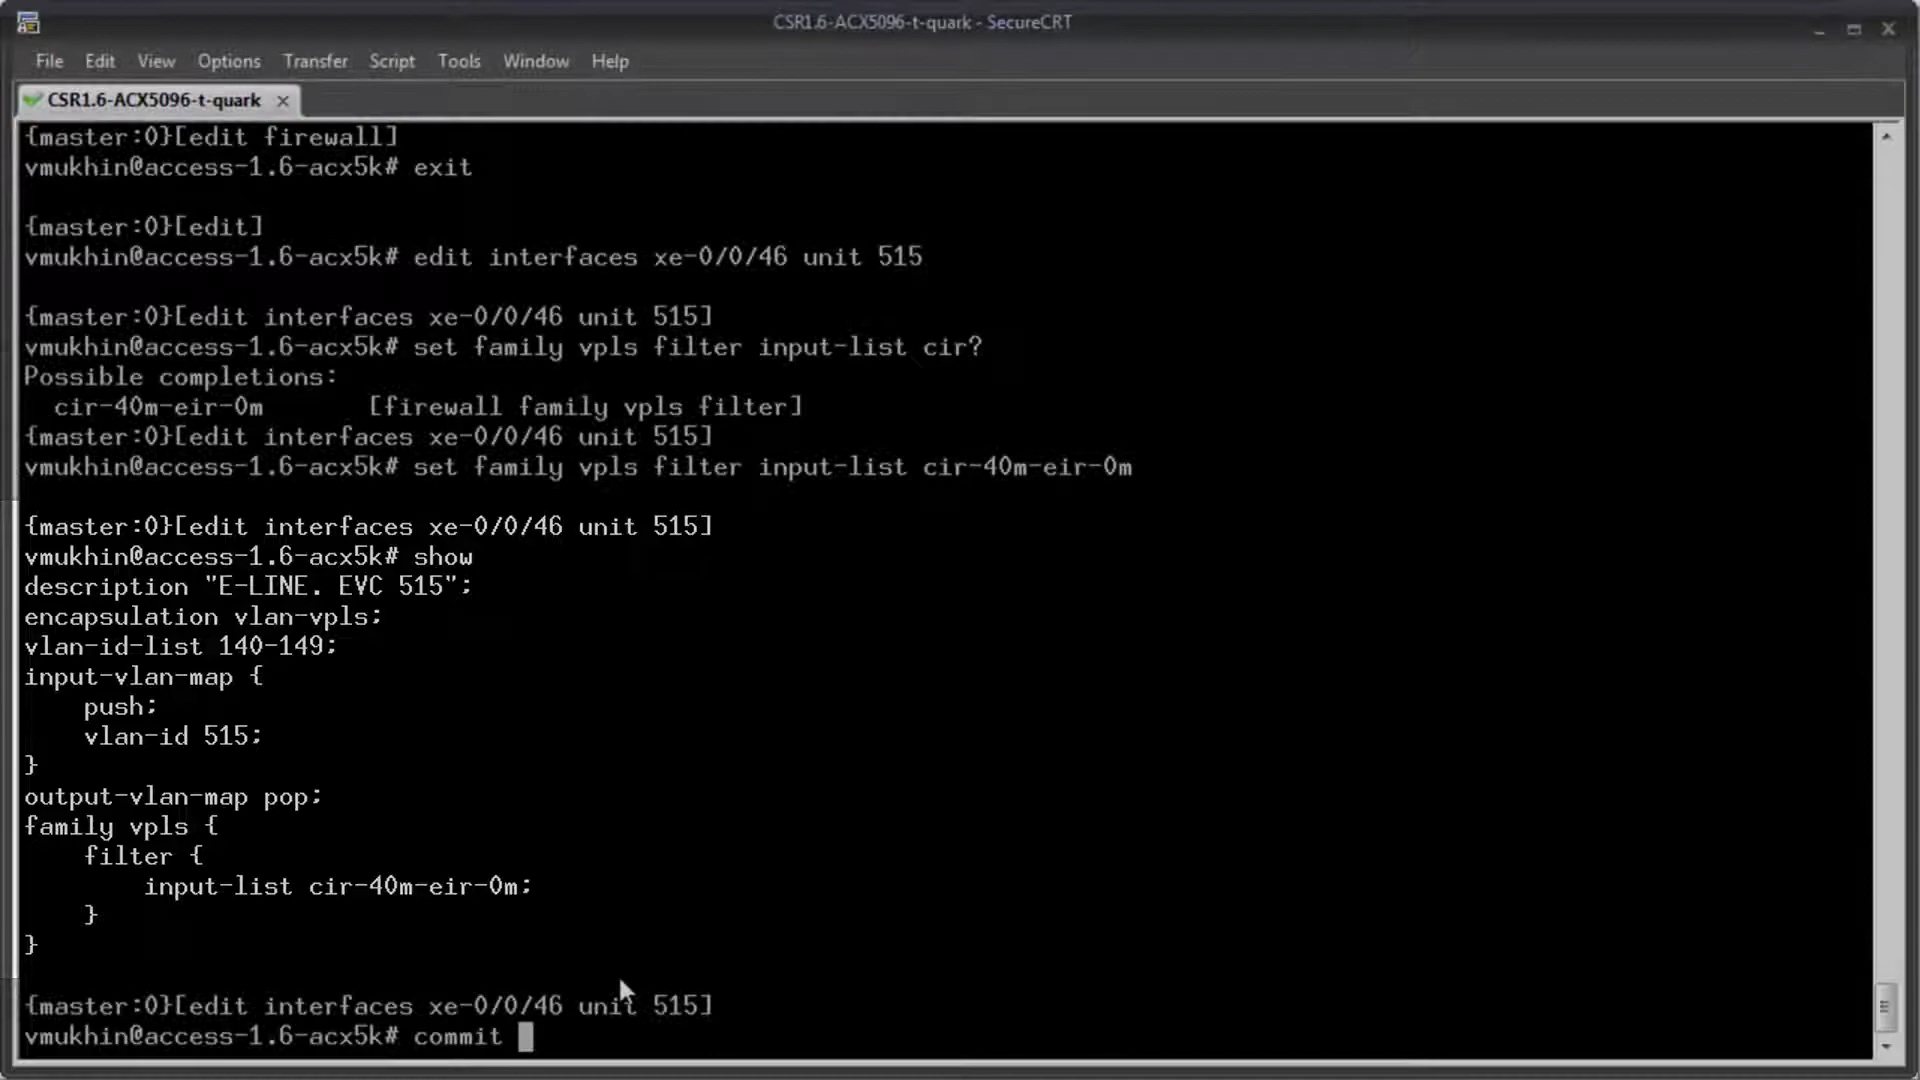 CSR1.6-ACX5096-t-quark - SecureCRT
File Edit View Options Transfer Script Tools Window Help
CSR1.6-ACX5096-t-quark
{master:0}[edit firewall]
vmukhin@access-1.6-acx5k# exit
{master:0}[edit]
vmukhin@access-1.6-acx5k# edit interfaces xe-0/0/46 unit 515
{master:0}[edit interfaces xe-0/0/46 unit 515]
vmukhin@access-1.6-acx5k# set family vpls filter input-list cir?
Possible completions:
  cir-40m-eir-0m       [firewall family vpls filter]
{master:0}[edit interfaces xe-0/0/46 unit 515]
vmukhin@access-1.6-acx5k# set family vpls filter input-list cir-40m-eir-0m
{master:0}[edit interfaces xe-0/0/46 unit 515]
vmukhin@access-1.6-acx5k# show
description "E-LINE. EVC 515";
encapsulation vlan-vpls;
vlan-id-list 140-149;
input-vlan-map {
    push;
    vlan-id 515;
}
output-vlan-map pop;
family vpls {
    filter {
        input-list cir-40m-eir-0m;
    }
}
{master:0}[edit interfaces xe-0/0/46 unit 515]
vmukhin@access-1.6-acx5k# commit